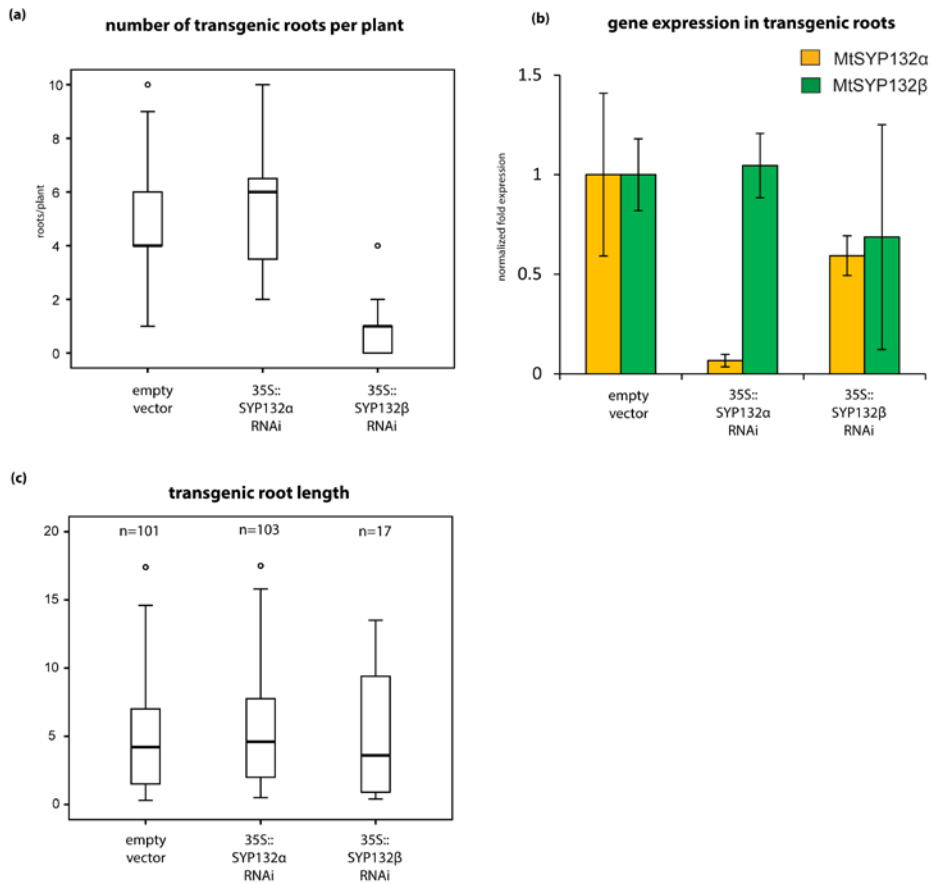 (a)
number of transgenic roots per plant
10
8
6
4
2
0
roots/plant
empty
vector
35S::
SYP132α
RNAi
35S::
SYP132β
RNAi
(b)
gene expression in transgenic roots
MtSYP132α
MtSYP132β
1.5
1
0.5
0
normalized fold expression
empty
vector
35S::
SYP132α
RNAi
35S::
SYP132β
RNAi
(c)
transgenic root length
n=101
n=103
n=17
20
15
10
5
0
empty
vector
35S::
SYP132α
RNAi
35S::
SYP132β
RNAi